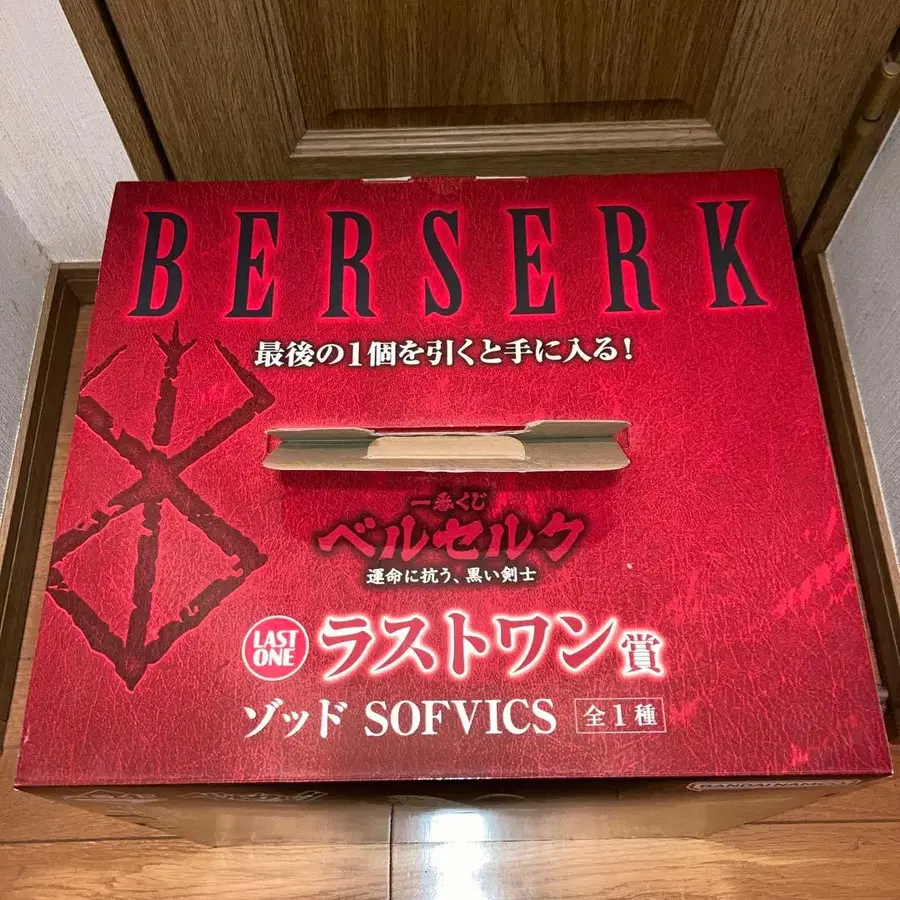 BERSERK
最後の1個を引くと手に入る!
一番くじ
ベルセルク
運命に抗う、黒い剣士
LAST
ONE
ラストワン賞
ゾッド SOFVICS 全1種
BANDAI NAMCO